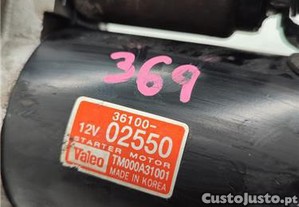 369
36100-
12V 02550
STARTER MOTOR
Valeo TM000A31001
MADE IN KOREA
CustoJusto.pt